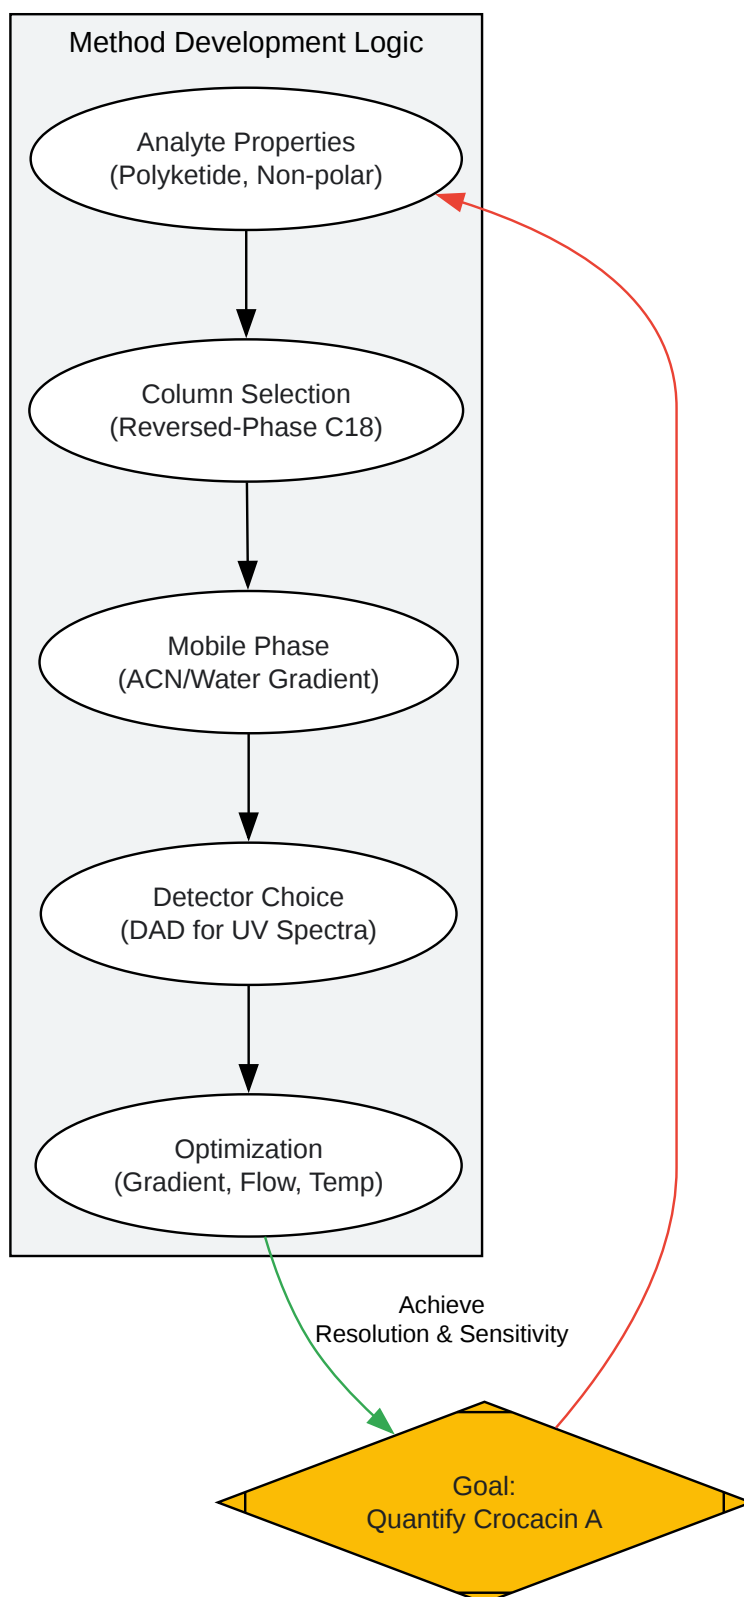 Method Development Logic
Analyte Properties
(Polyketide, Non-polar)
Column Selection
(Reversed-Phase C18)
Mobile Phase
(ACN/Water Gradient)
Detector Choice
(DAD for UV Spectra)
Optimization
(Gradient, Flow, Temp)
Achieve
Resolution & Sensitivity
Goal:
Quantify Crocacin A